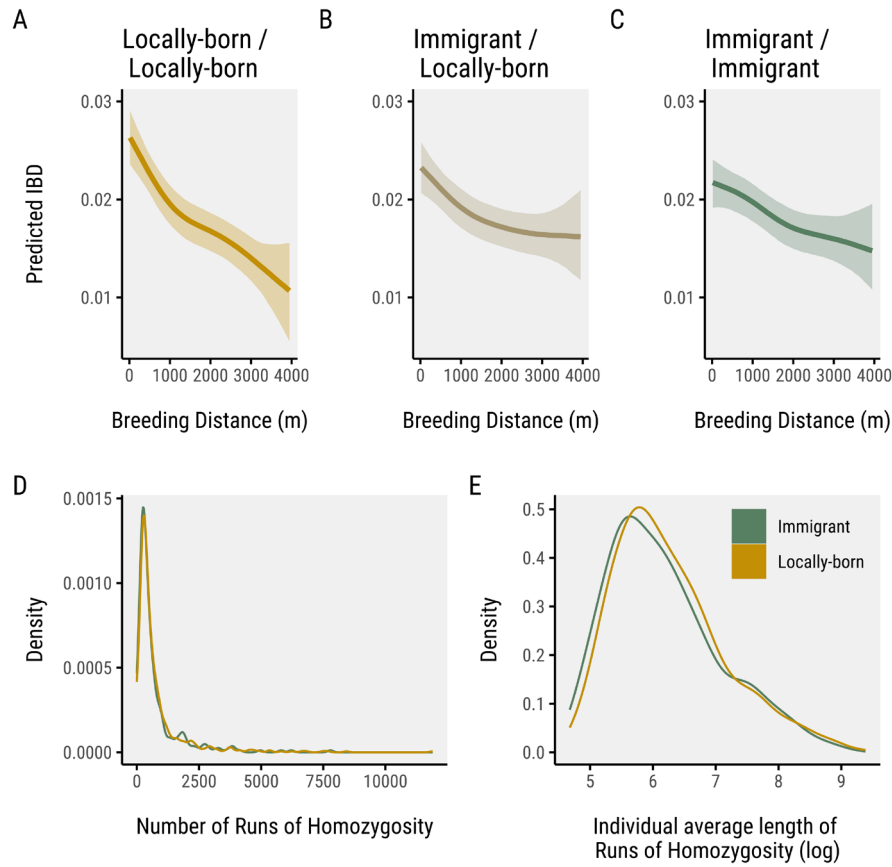 A
Locally-born /
Locally-born
B
Immigrant /
Locally-born
C
Immigrant /
Immigrant
Predicted IBD
0.03
0.02
0.01
0 1000 2000 3000 4000
Breeding Distance (m)
0.03
0.02
0.01
0 1000 2000 3000 4000
Breeding Distance (m)
0.03
0.02
0.01
0 1000 2000 3000 4000
Breeding Distance (m)
D
Density
0.0015
0.0010
0.0005
0.0000
0 2500 5000 7500 10000
Number of Runs of Homozygosity
E
Density
0.5
0.4
0.3
0.2
0.1
0.0
Immigrant
Locally-born
5 6 7 8 9
Individual average length of
Runs of Homozygosity (log)